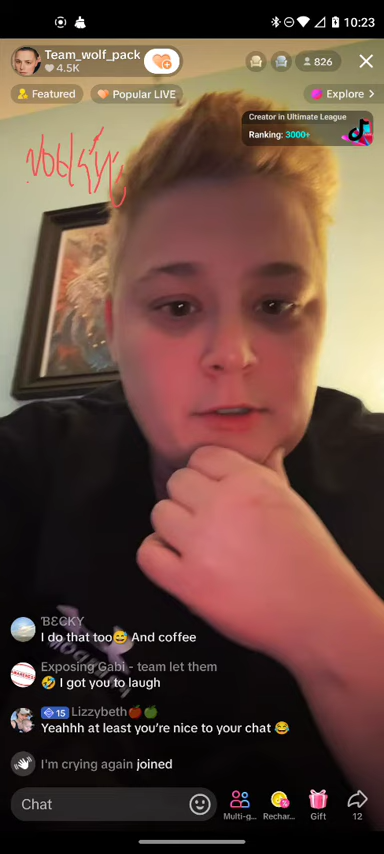 10:23
Team_wolf_pack
4.5K
826
Featured
Popular LIVE
Explore >
Creator in Ultimate League
Ranking: 3000+
ƁECKY
I do that too😅 And coffee
Exposing Gabi - team let them
🤣 I got you to laugh
15 Lizzybeth🍎🍏
Yeahhh at least you're nice to your chat 😂
I'm crying again joined
Chat
Multi-g... Rechar... Gift 12